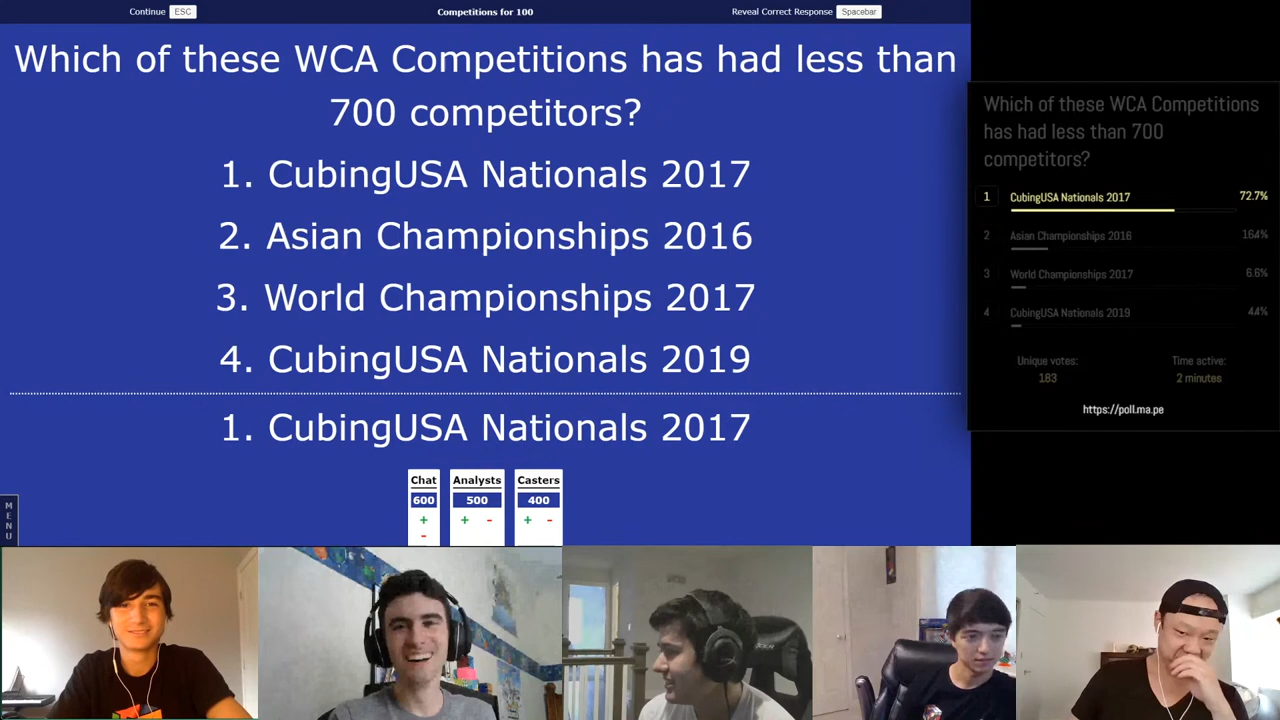 Continue ESC
Competitions for 100
Reveal Correct Response Spacebar
Which of these WCA Competitions has had less than
700 competitors?
1. CubingUSA Nationals 2017
2. Asian Championships 2016
3. World Championships 2017
4. CubingUSA Nationals 2019
1. CubingUSA Nationals 2017
Chat
600
+
-
Analysts
500
+ -
Casters
400
+ -
MENU
Which of these WCA Competitions
has had less than 700
competitors?
1 CubingUSA Nationals 2017 72.7%
2 Asian Championships 2016 16.4%
3 World Championships 2017 6.6%
4 CubingUSA Nationals 2019 4.4%
Unique votes: Time active:
183 2 minutes
https://poll.ma.pe